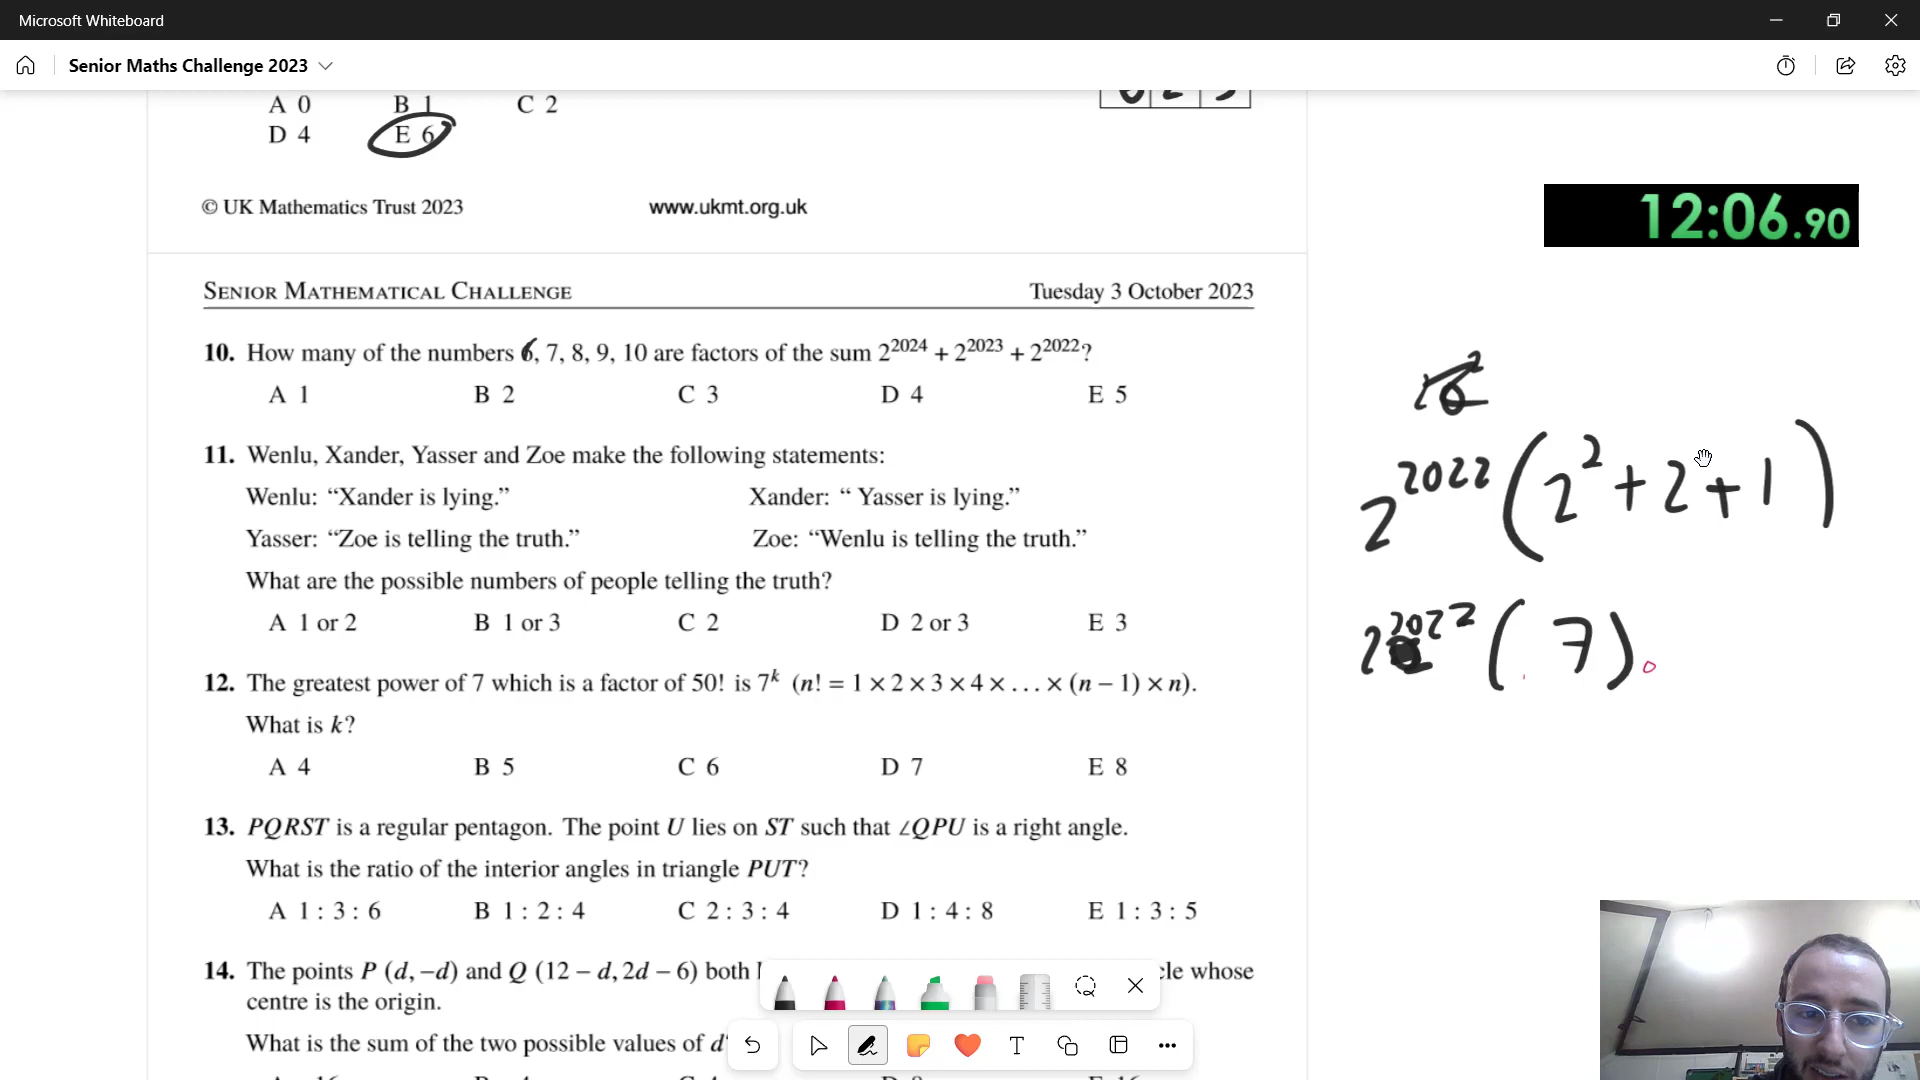 Microsoft Whiteboard
Senior Maths Challenge 2023
A 0 B 1 C 2
D 4 E 6
© UK Mathematics Trust 2023 www.ukmt.org.uk
12:06.90
SENIOR MATHEMATICAL CHALLENGE Tuesday 3 October 2023
10. How many of the numbers 6, 7, 8, 9, 10 are factors of the sum 2^2024 + 2^2023 + 2^2022?
A 1 B 2 C 3 D 4 E 5
11. Wenlu, Xander, Yasser and Zoe make the following statements:
Wenlu: “Xander is lying.” Xander: “ Yasser is lying.”
Yasser: “Zoe is telling the truth.” Zoe: “Wenlu is telling the truth.”
What are the possible numbers of people telling the truth?
A 1 or 2 B 1 or 3 C 2 D 2 or 3 E 3
12. The greatest power of 7 which is a factor of 50! is 7^k (n! = 1 × 2 × 3 × 4 × … × (n − 1) × n).
What is k?
A 4 B 5 C 6 D 7 E 8
13. PQRST is a regular pentagon. The point U lies on ST such that ∠QPU is a right angle.
What is the ratio of the interior angles in triangle PUT?
A 1 : 3 : 6 B 1 : 2 : 4 C 2 : 3 : 4 D 1 : 4 : 8 E 1 : 3 : 5
14. The points P (d, −d) and Q (12 − d, 2d − 6) both whose
centre is the origin.
What is the sum of the two possible values of d
2^2022 (2^2 + 2 + 1)
2^2022 (7)